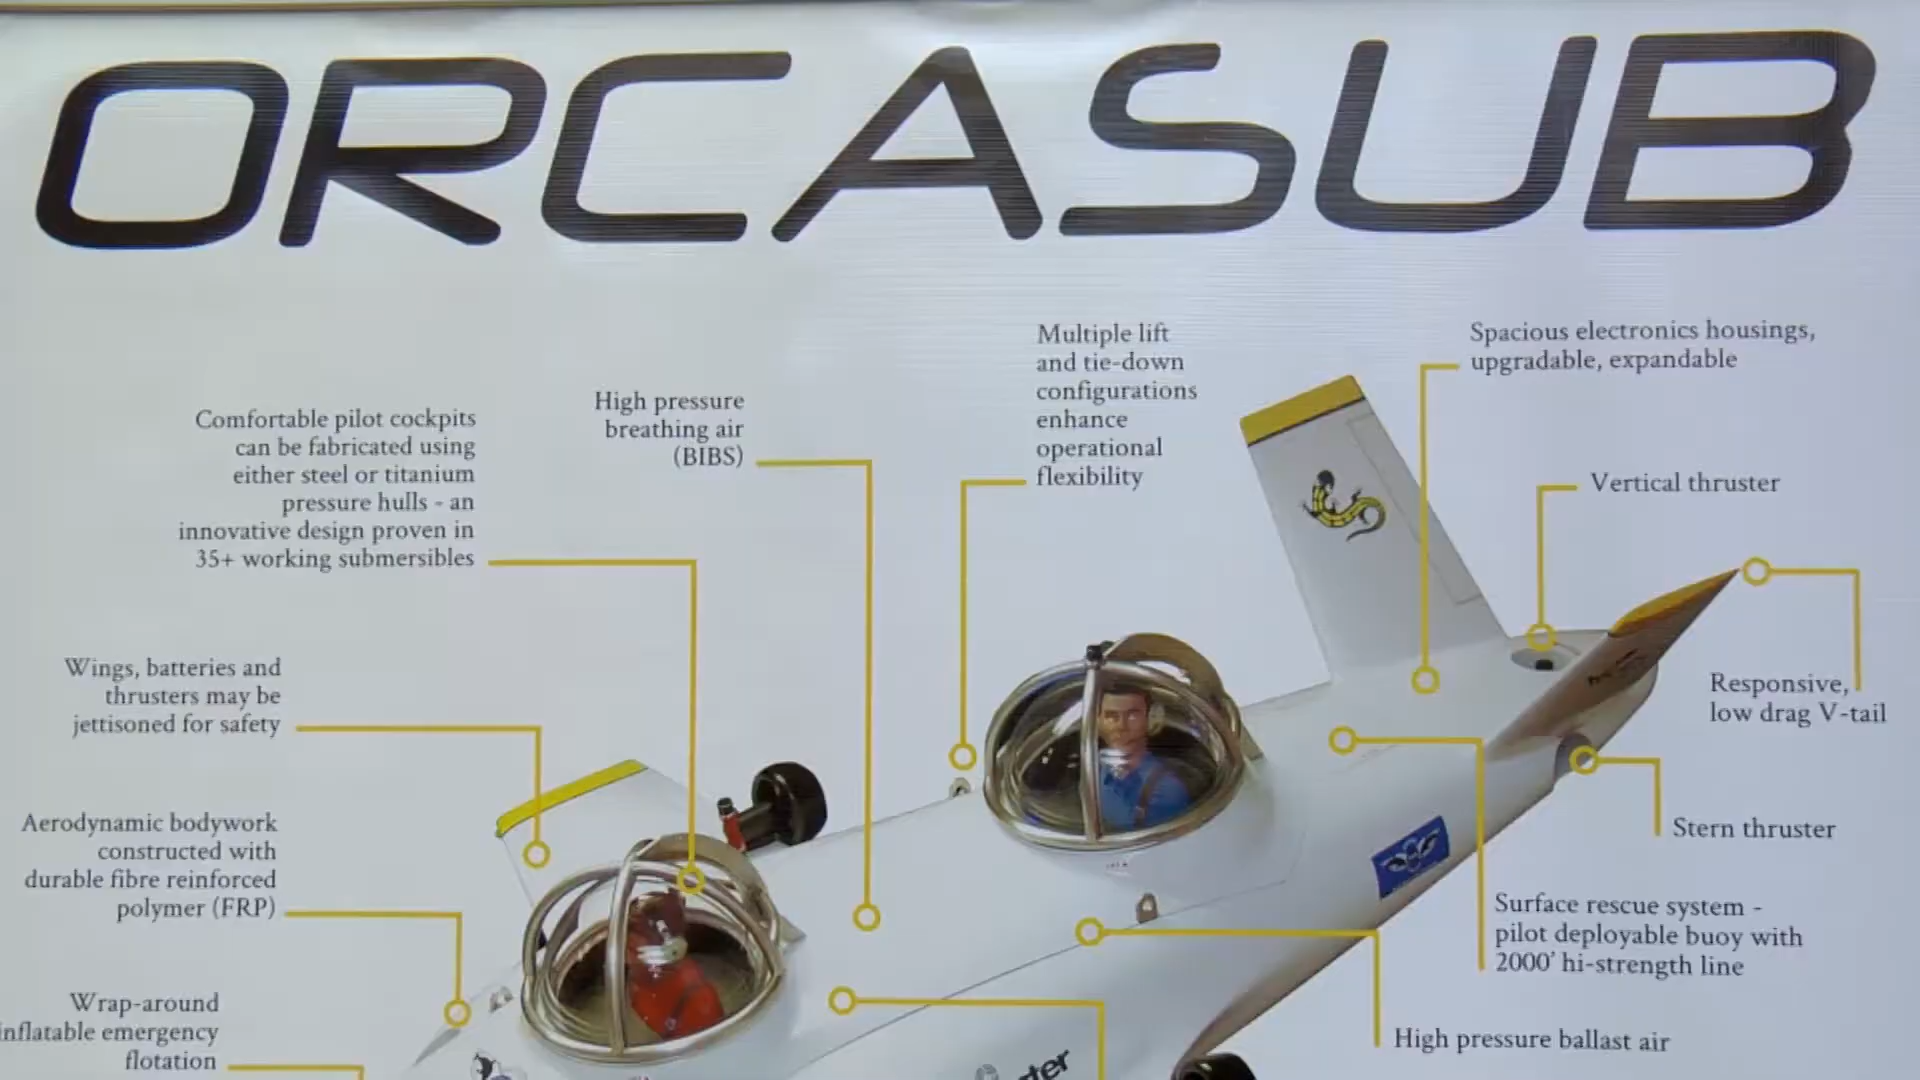 ORCASUB
Multiple lift
and tie-down
configurations
enhance
operational
flexibility
Spacious electronics housings,
upgradable, expandable
High pressure
breathing air
(BIBS)
Comfortable pilot cockpits
can be fabricated using
either steel or titanium
pressure hulls - an
innovative design proven in
35+ working submersibles
Vertical thruster
Wings, batteries and
thrusters may be
jettisoned for safety
Responsive,
low drag V-tail
Aerodynamic bodywork
constructed with
durable fibre reinforced
polymer (FRP)
Stern thruster
Surface rescue system -
pilot deployable buoy with
2000' hi-strength line
Wrap-around
inflatable emergency
flotation
High pressure ballast air